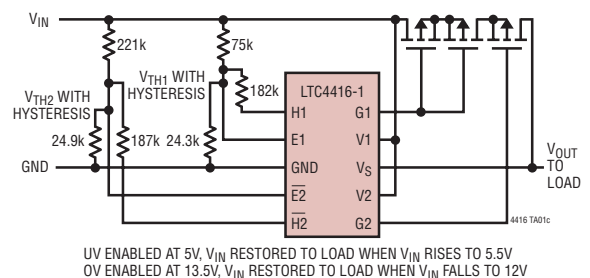 VIN
221k
75k
VTH1 WITH
HYSTERESIS
182k
LTC4416-1
VTH2 WITH
HYSTERESIS
24.9k
187k
24.3k
H1
G1
E1
V1
GND
GND
VS
VOUT
TO
LOAD
E2
V2
H2
G2
4416 TA01c
UV ENABLED AT 5V, VIN RESTORED TO LOAD WHEN VIN RISES TO 5.5V
OV ENABLED AT 13.5V, VIN RESTORED TO LOAD WHEN VIN FALLS TO 12V